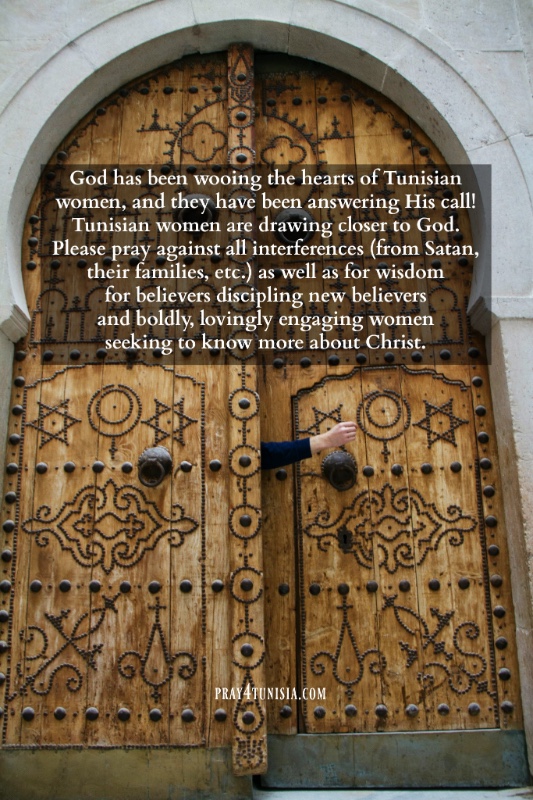 God has been wooing the hearts of Tunisian
women, and they have been answering His call!
Tunisian women are drawing closer to God.
Please pray against all interferences (from Satan,
their families, etc.) as well as for wisdom
for believers discipling new believers
and boldly, lovingly engaging women
seeking to know more about Christ.
PRAY4TUNISIA.COM